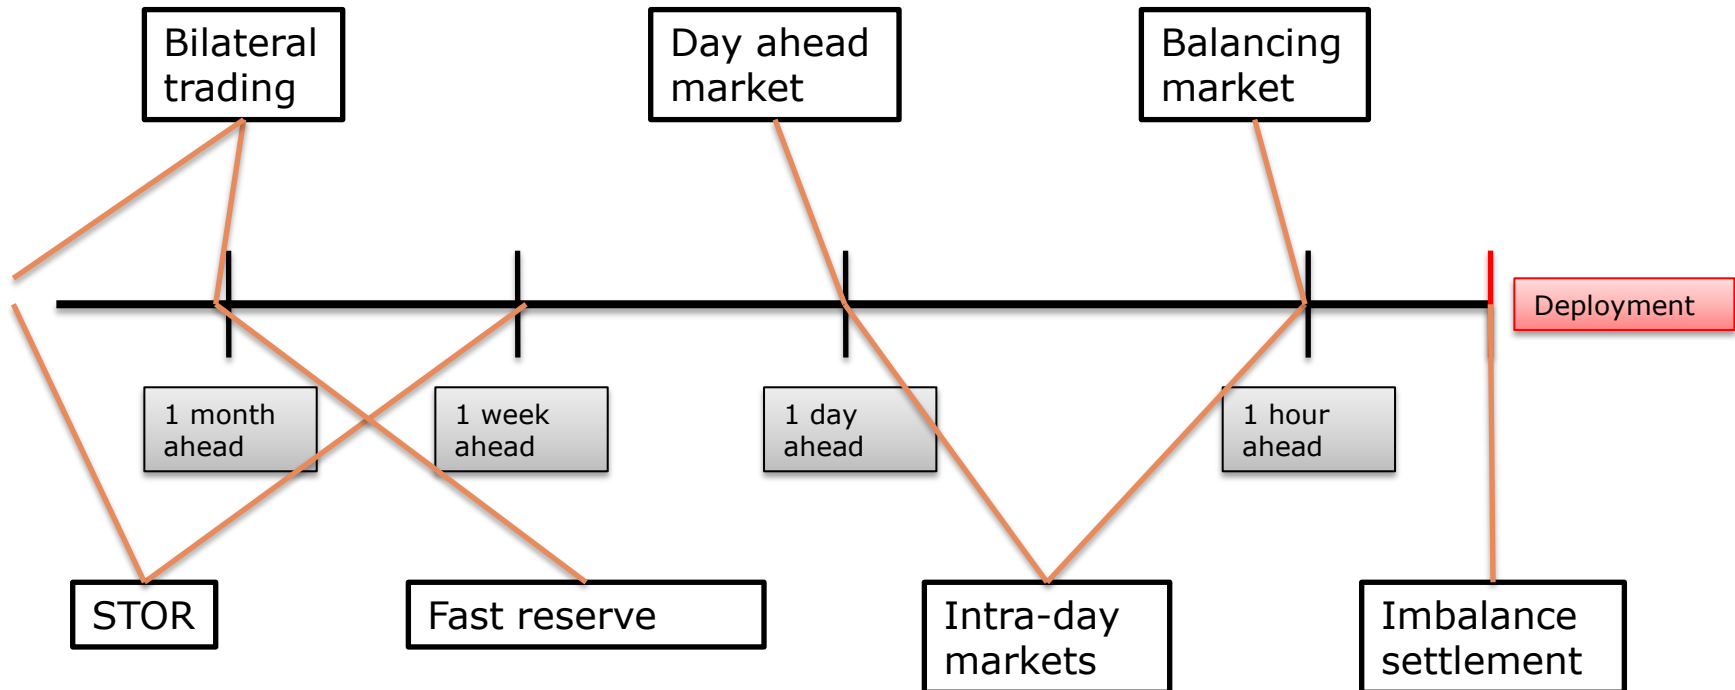 Bilateral
trading
Day ahead
market
Balancing
market
Deployment
1 month
ahead
1 week
ahead
1 day
ahead
1 hour
ahead
STOR
Fast reserve
Intra-day
markets
Imbalance
settlement